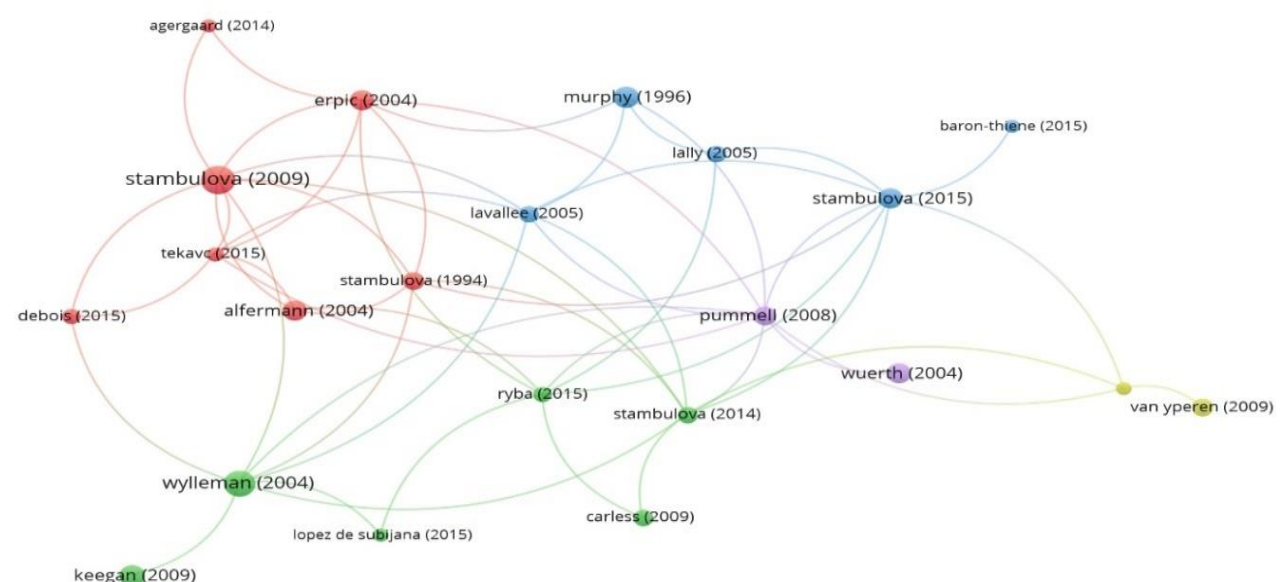 agergaard (2014)
erpic (2004)
murphy (1996)
baron-thiene (2015)
lally (2005)
stambulova (2009)
stambulova (2015)
lavallee (2005)
tekavc (2015)
stambulova (1994)
debois (2015)
alfermann (2004)
pummell (2008)
wuerth (2004)
ryba (2015)
stambulova (2014)
van yperen (2009)
wylleman (2004)
carless (2009)
lopez de subijana (2015)
keegan (2009)